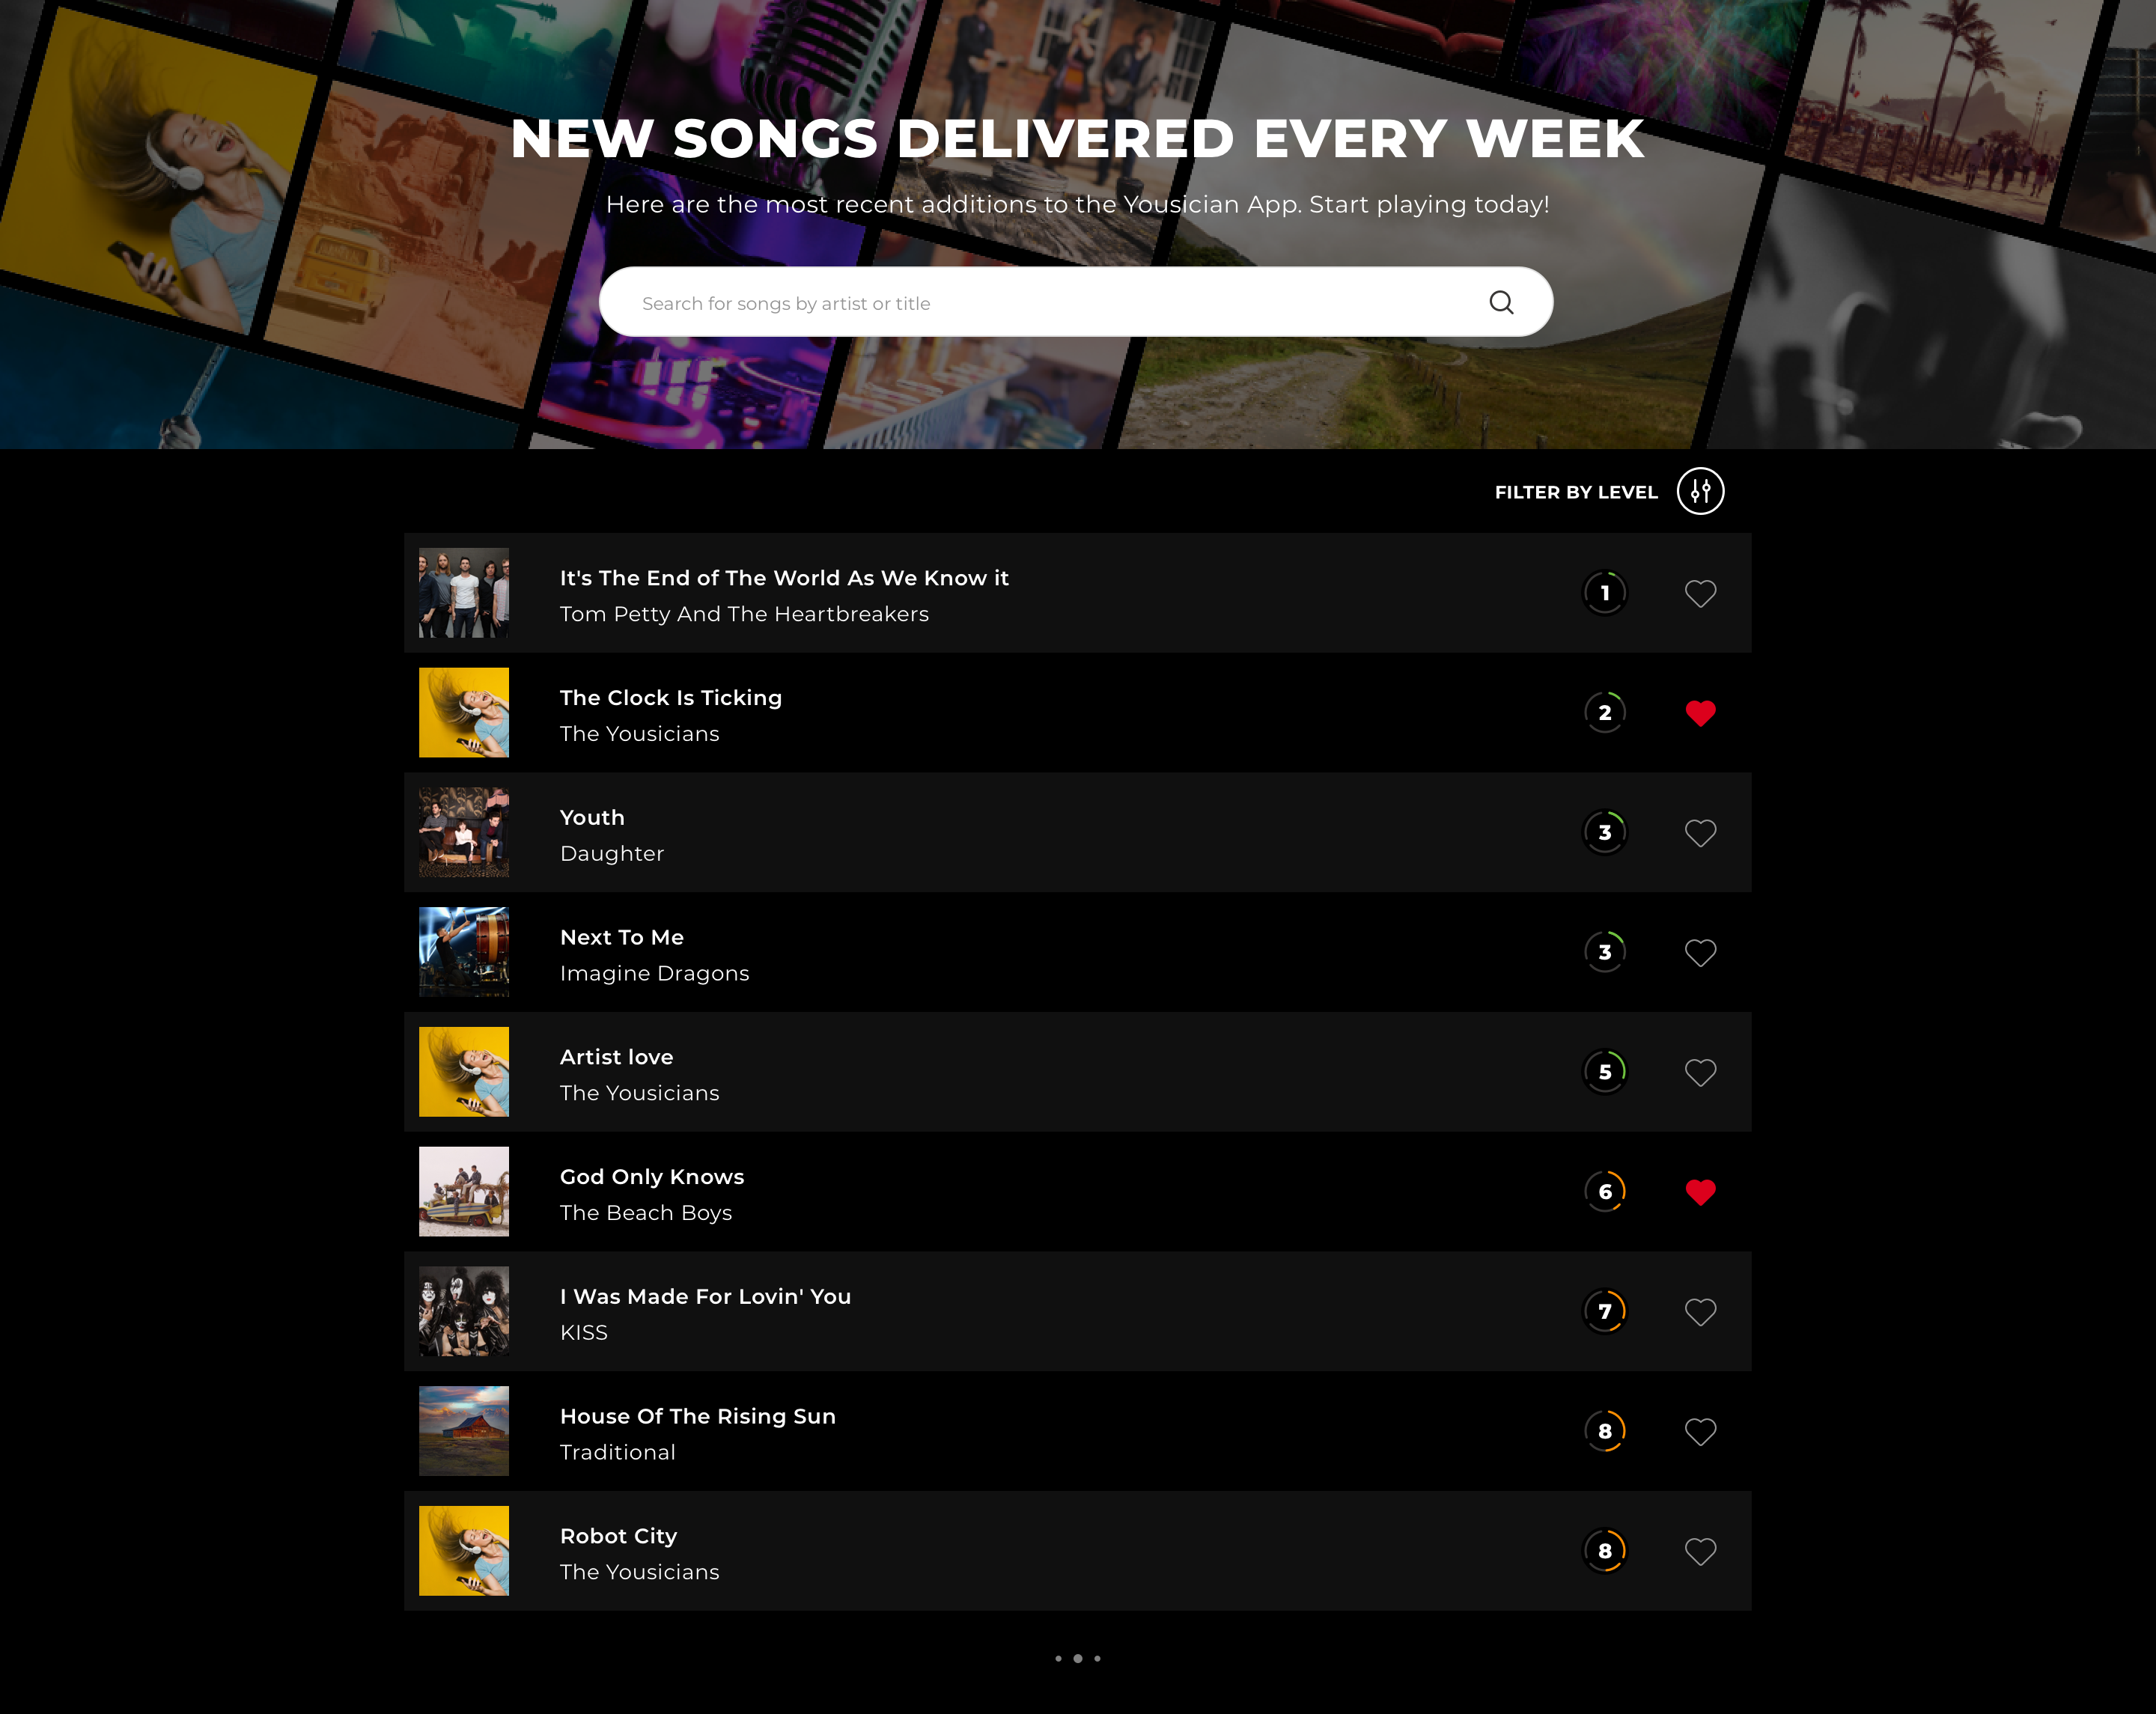 NEW SONGS DELIVERED EVERY WEEK
Here are the most recent additions to the Yousician App. Start playing today!
Search for songs by artist or title
FILTER BY LEVEL
It's The End of The World As We Know it
Tom Petty And The Heartbreakers
1
The Clock Is Ticking
The Yousicians
2
Youth
Daughter
3
Next To Me
Imagine Dragons
3
Artist love
The Yousicians
5
God Only Knows
The Beach Boys
6
I Was Made For Lovin' You
KISS
7
House Of The Rising Sun
Traditional
8
Robot City
The Yousicians
8